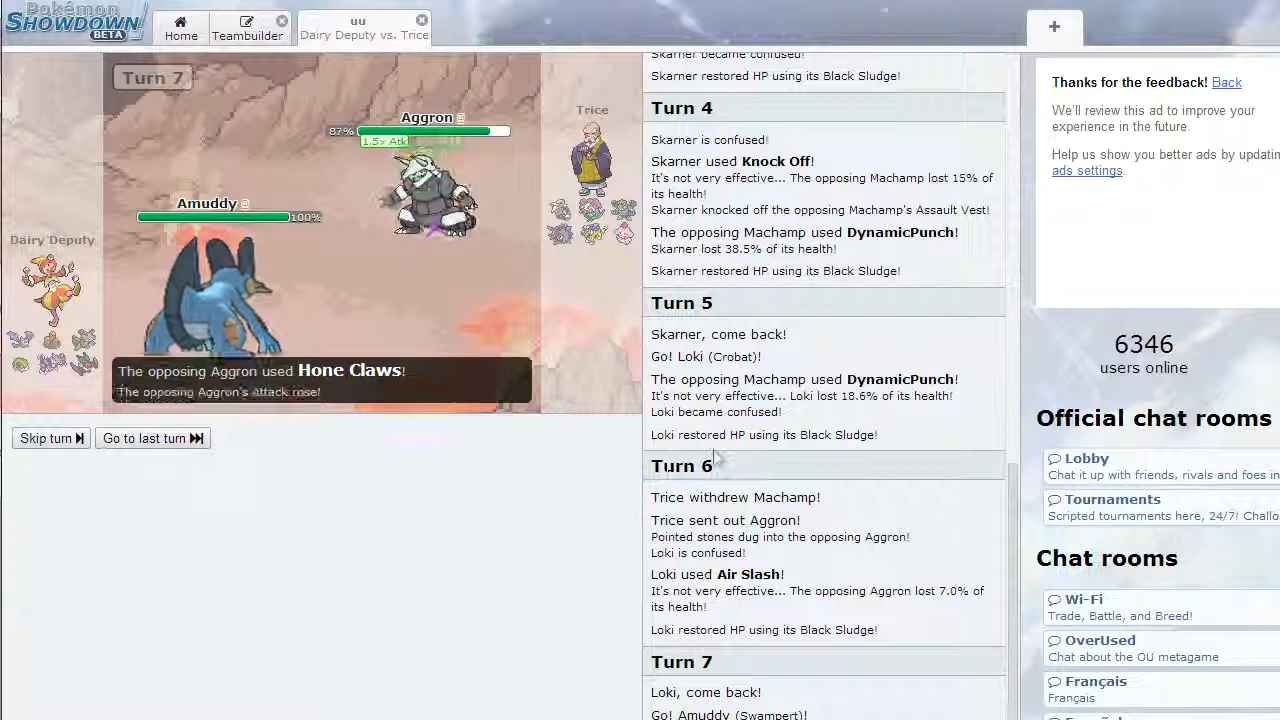 Pokémon
SHOWDOWN
BETA
Home
Teambuilder
uu
Dairy Deputy vs. Trice
+
Turn 7
Aggron
87%
1.5× Atk
Amuddy
100%
Dairy Deputy
Trice
The opposing Aggron used Hone Claws!
The opposing Aggron's Attack rose!
Skip turn
Go to last turn
Skarner became confused!
Skarner restored HP using its Black Sludge!
Turn 4
Skarner is confused!
Skarner used Knock Off!
It's not very effective... The opposing Machamp lost 15% of
its health!
Skarner knocked off the opposing Machamp's Assault Vest!
The opposing Machamp used DynamicPunch!
Skarner lost 38.5% of its health!
Skarner restored HP using its Black Sludge!
Turn 5
Skarner, come back!
Go! Loki (Crobat)!
The opposing Machamp used DynamicPunch!
It's not very effective... Loki lost 18.6% of its health!
Loki became confused!
Loki restored HP using its Black Sludge!
Turn 6
Trice withdrew Machamp!
Trice sent out Aggron!
Pointed stones dug into the opposing Aggron!
Loki is confused!
Loki used Air Slash!
It's not very effective... The opposing Aggron lost 7.0% of
its health!
Loki restored HP using its Black Sludge!
Turn 7
Loki, come back!
Go! Amuddy (Swampert)!
Thanks for the feedback! Back
We'll review this ad to improve your
experience in the future.
Help us show you better ads by updatin
ads settings.
6346
users online
Official chat rooms
Lobby
Chat it up with friends, rivals and foes in
Tournaments
Scripted tournaments here, 24/7! Challo
Chat rooms
Wi-Fi
Trade, Battle, and Breed!
OverUsed
Chat about the OU metagame
Français
Français